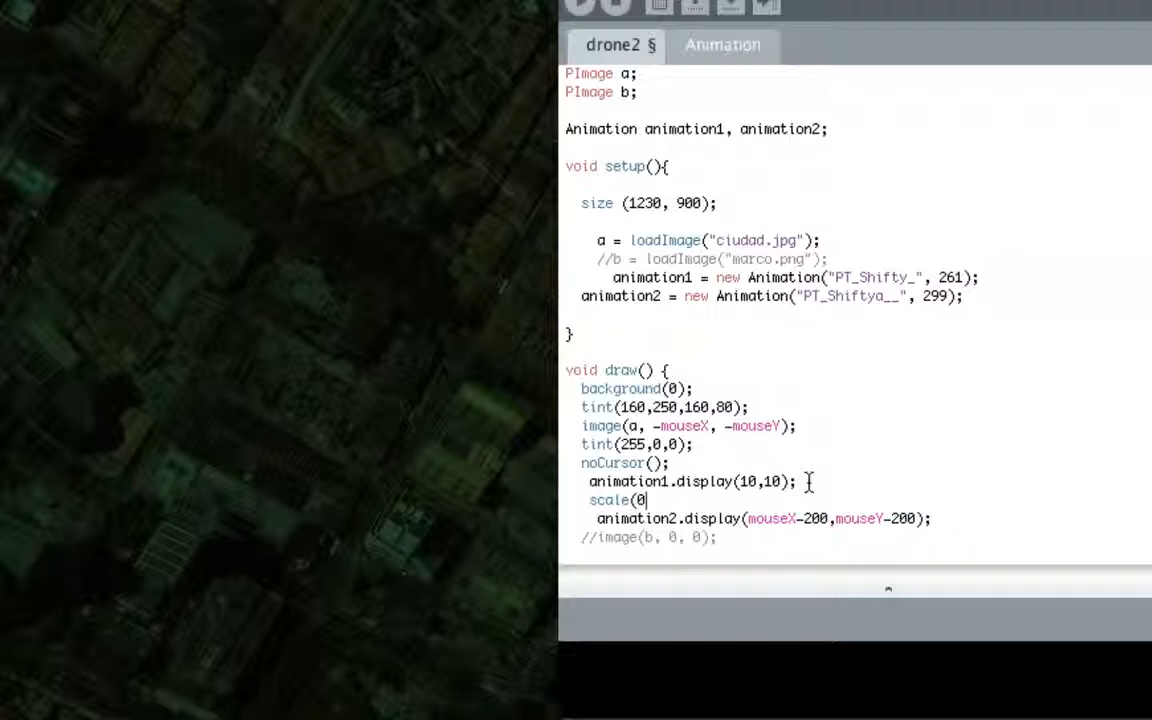 drone2 §
Animation
PImage a;
PImage b;
Animation animation1, animation2;
void setup(){
size (1230, 900);
a = loadImage("ciudad.jpg");
//b = loadImage("marco.png");
animation1 = new Animation("PT_Shifty_", 261);
animation2 = new Animation("PT_Shiftya__", 299);
}
void draw() {
background(0);
tint(160,250,160,80);
image(a, -mouseX, -mouseY);
tint(255,0,0);
noCursor();
animation1.display(10,10);
scale(0
animation2.display(mouseX-200,mouseY-200);
//image(b, 0, 0);